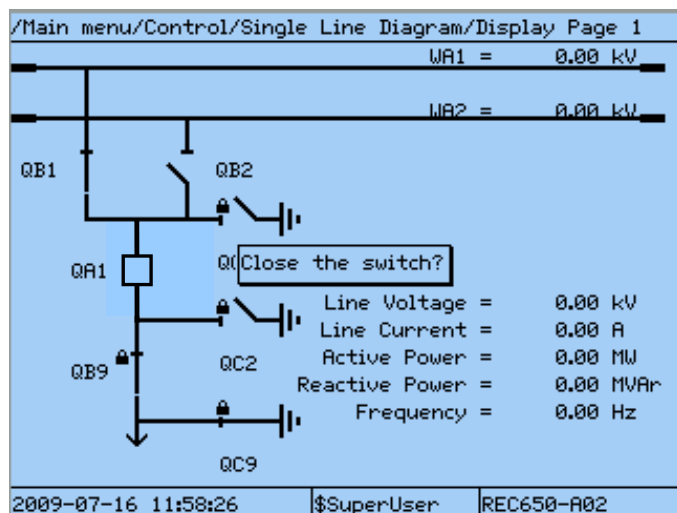 /Main menu/Control/Single Line Diagram/Display Page 1
WA1 = 0.00 kV
WA2 = 0.00 kV
QB1
QB2
QA1
Close the switch?
Line Voltage = 0.00 kV
Line Current = 0.00 A
QB9
QC2
Active Power = 0.00 MW
Reactive Power = 0.00 MVAr
Frequency = 0.00 Hz
QC9
2009-07-16 11:58:26
$SuperUser
REC650-A02